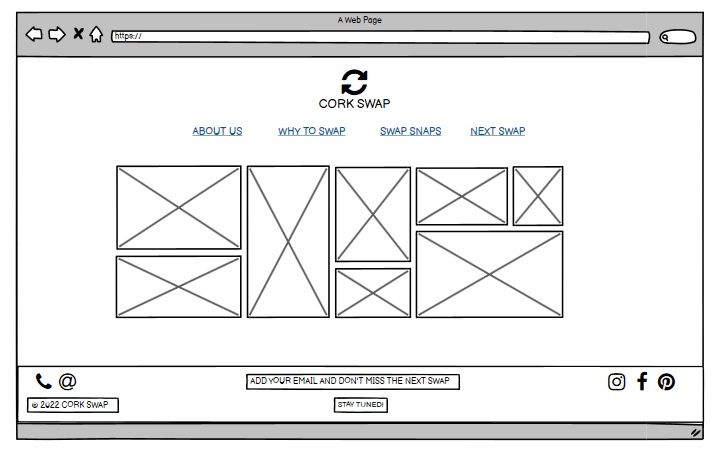 A Web Page
https://
CORK SWAP
ABOUT US WHY TO SWAP SWAP SNAPS NEXT SWAP
@
ADD YOUR EMAIL AND DON'T MISS THE NEXT SWAP
© 2022 CORK SWAP
STAY TUNED!